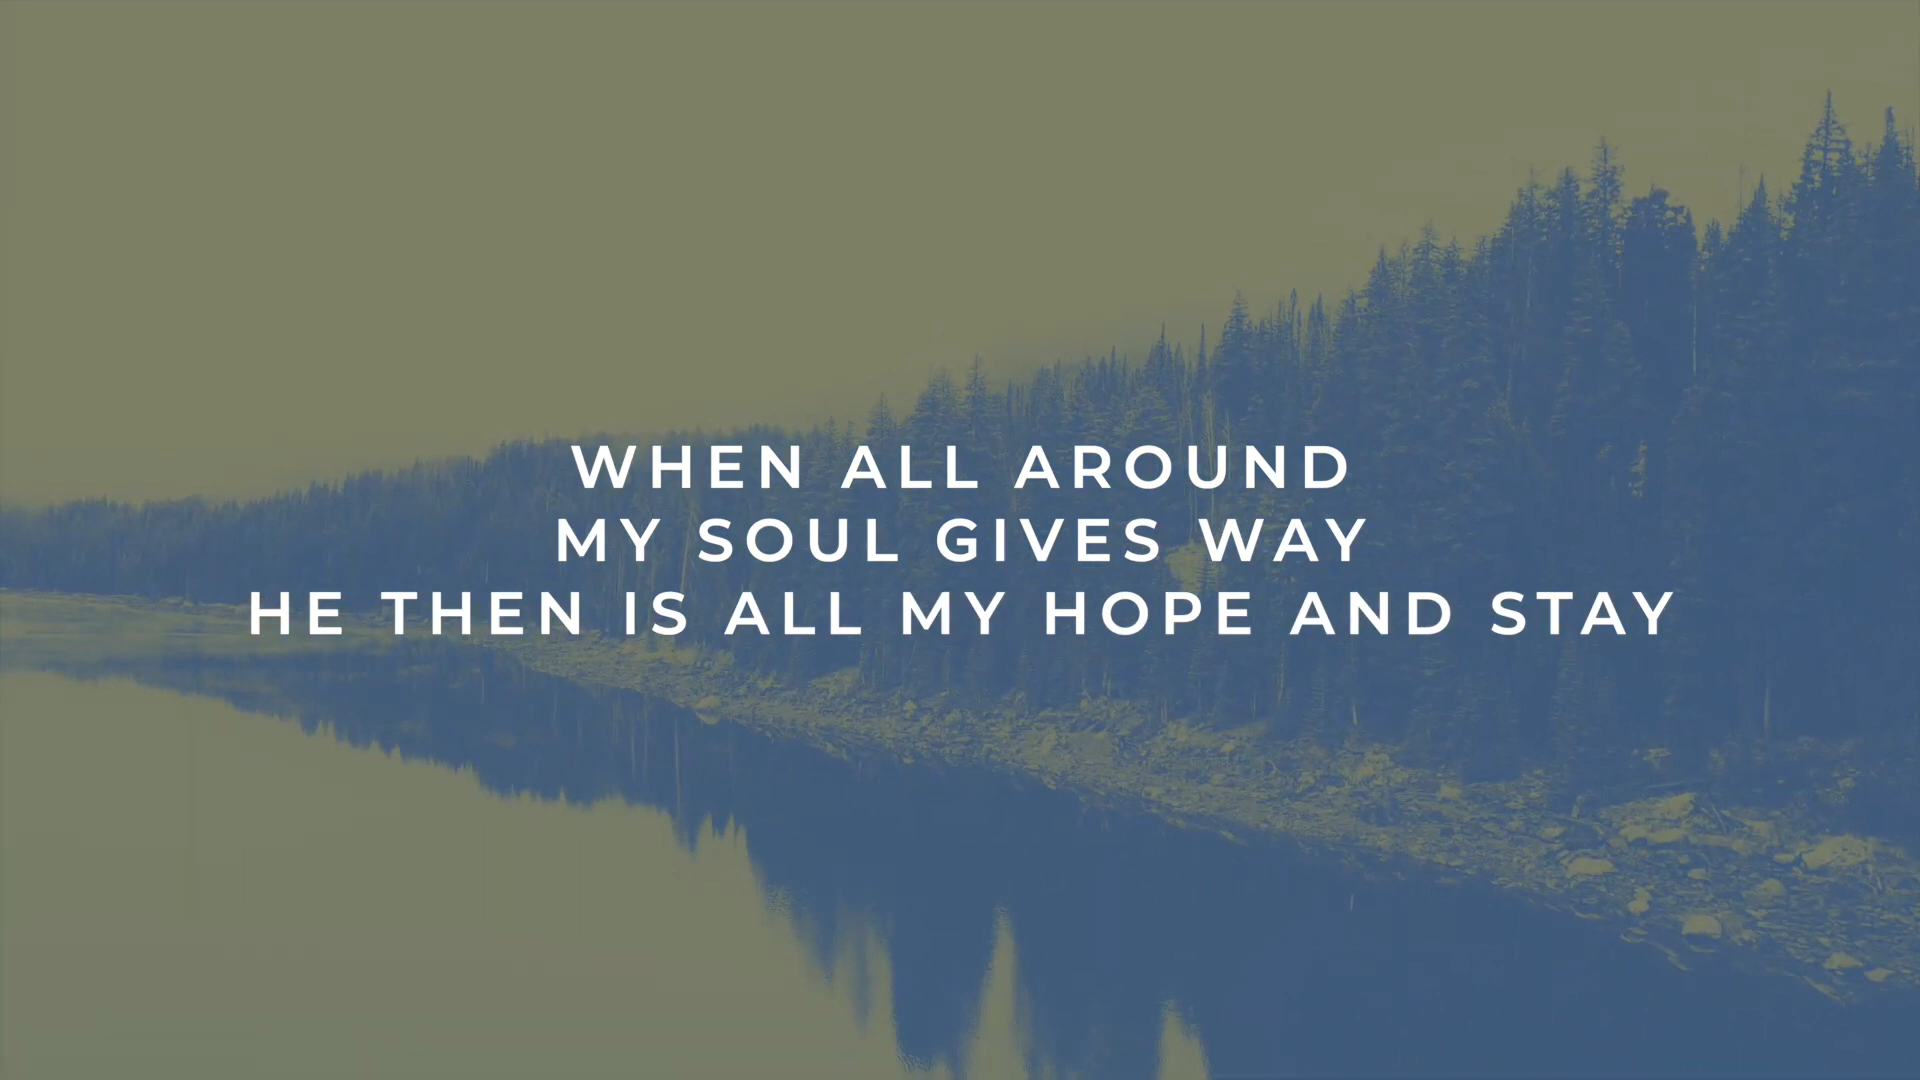 WHEN ALL AROUND
MY SOUL GIVES WAY
HE THEN IS ALL MY HOPE AND STAY